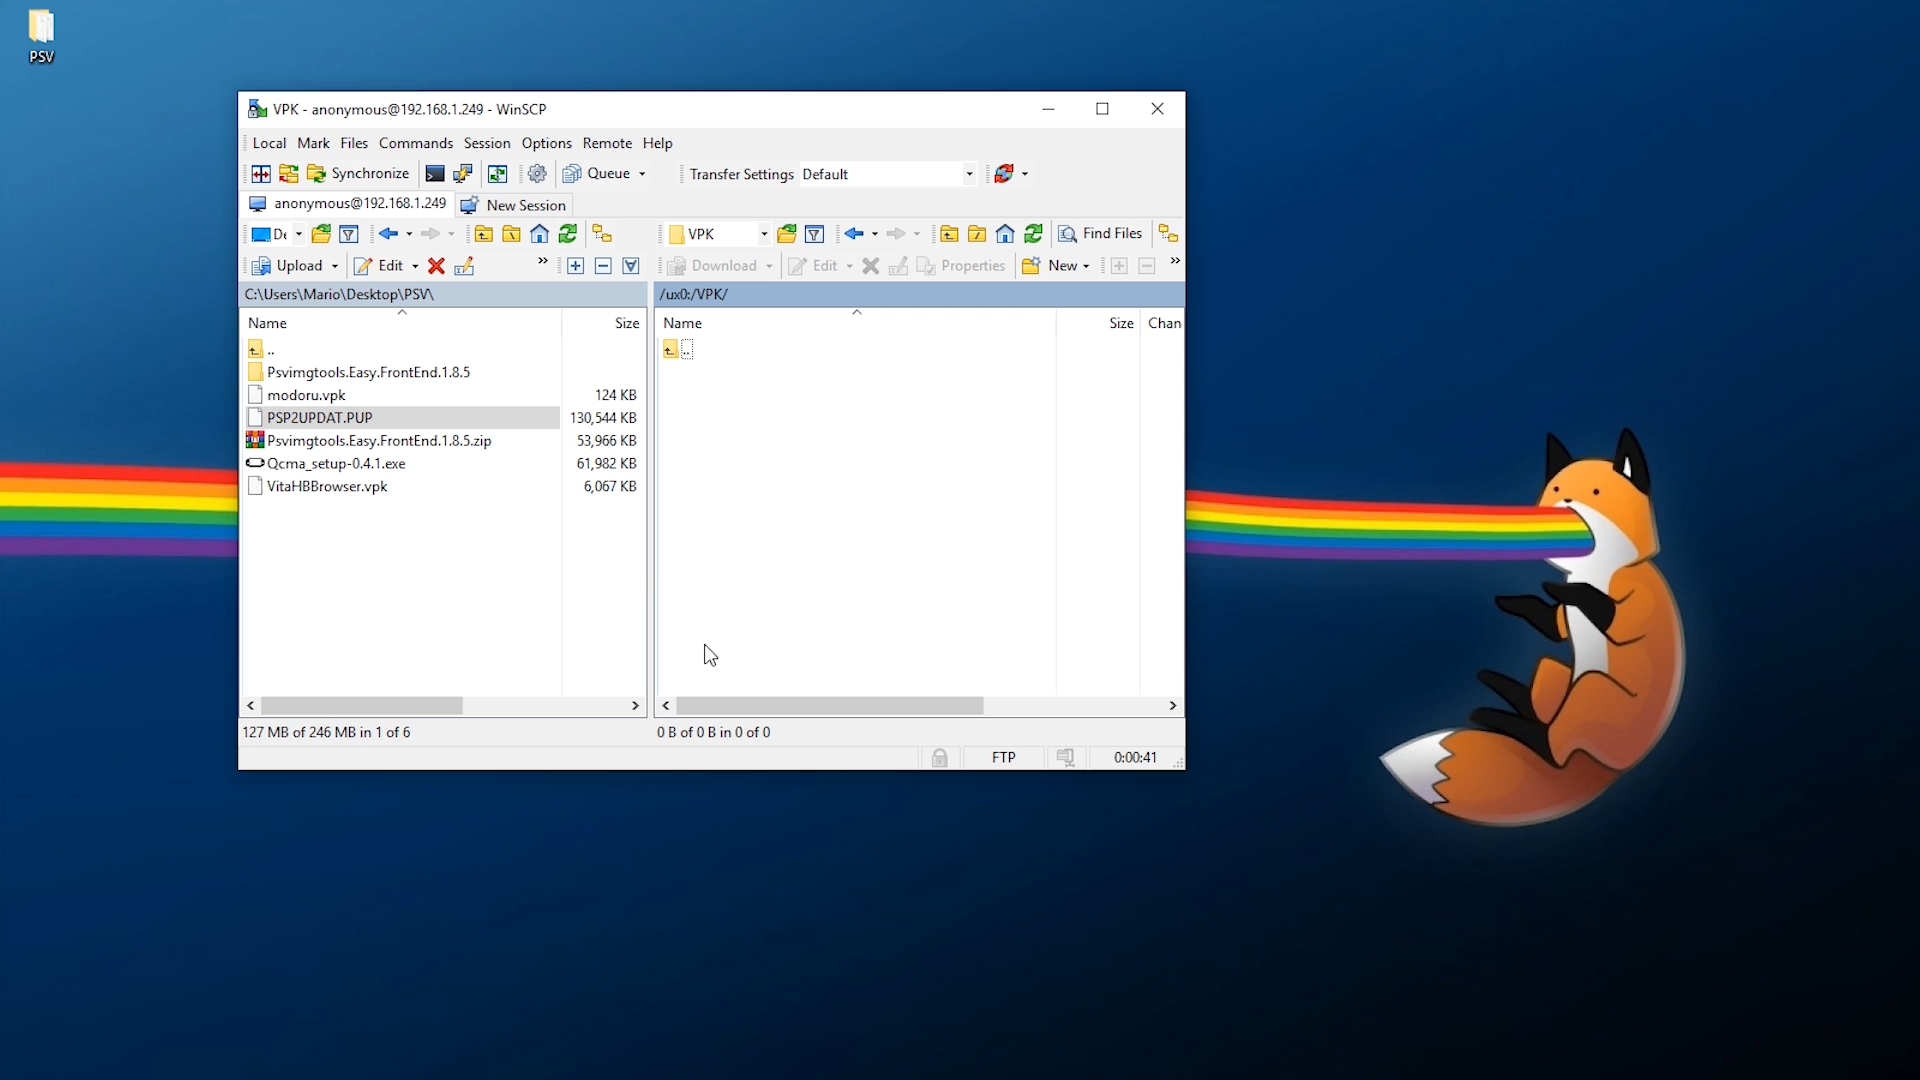 PSV
VPK - anonymous@192.168.1.249 - WinSCP
Local Mark Files Commands Session Options Remote Help
Synchronize Queue Transfer Settings Default
anonymous@192.168.1.249 New Session
De VPK Find Files
Upload Edit Download Edit Properties New
C:\Users\Mario\Desktop\PSV\ /ux0:/VPK/
Name Size Name Size Chan
.. ..
Psvimgtools.Easy.FrontEnd.1.8.5
modoru.vpk 124 KB
PSP2UPDAT.PUP 130,544 KB
Psvimgtools.Easy.FrontEnd.1.8.5.zip 53,966 KB
Qcma_setup-0.4.1.exe 61,982 KB
VitaHBBrowser.vpk 6,067 KB
127 MB of 246 MB in 1 of 6 0 B of 0 B in 0 of 0
FTP 0:00:41